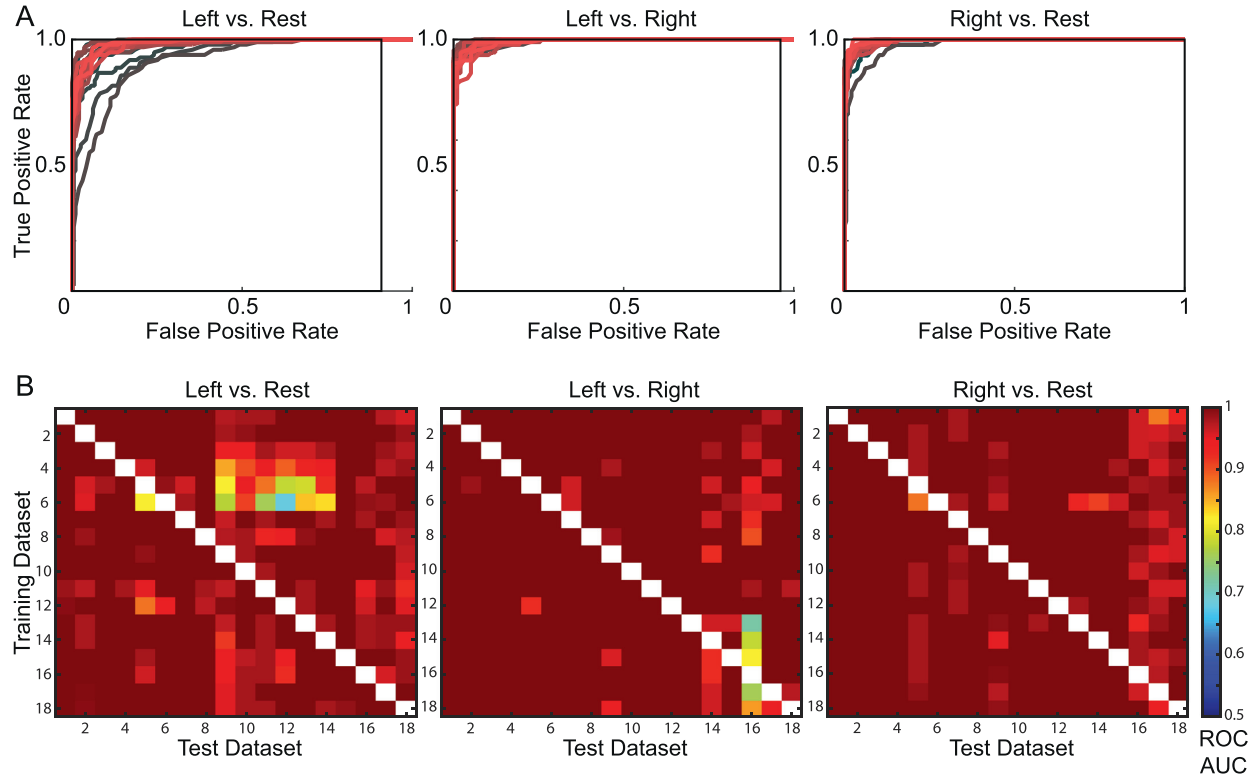 A
Left vs. Rest
Left vs. Right
Right vs. Rest
True Positive Rate
1.0
0.5
0
0.5
1
False Positive Rate
1.0
0.5
0
0.5
1
False Positive Rate
1.0
0.5
0
0.5
1
False Positive Rate
B
Left vs. Rest
Left vs. Right
Right vs. Rest
Training Dataset
2
4
6
8
10
12
14
16
18
2 4 6 8 10 12 14 16 18
Test Dataset
2
4
6
8
10
12
14
16
18
2 4 6 8 10 12 14 16 18
Test Dataset
2
4
6
8
10
12
14
16
18
2 4 6 8 10 12 14 16 18
Test Dataset
1
0.9
0.8
0.7
0.6
0.5
ROC
AUC